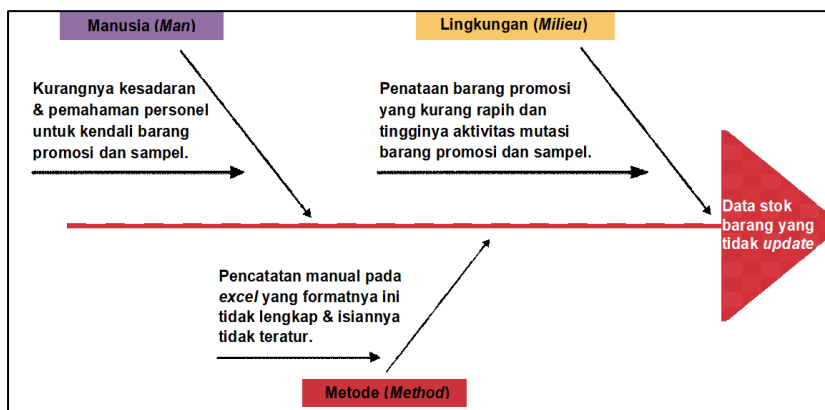 Manusia (Man)
Lingkungan (Milieu)
Kurangnya kesadaran
& pemahaman personel
untuk kendali barang
promosi dan sampel.
Penataan barang promosi
yang kurang rapih dan
tingginya aktivitas mutasi
barang promosi dan sampel.
Data stok
barang yang
tidak update
Pencatatan manual pada
excel yang formatnya ini
tidak lengkap & isiannya
tidak teratur.
Metode (Method)